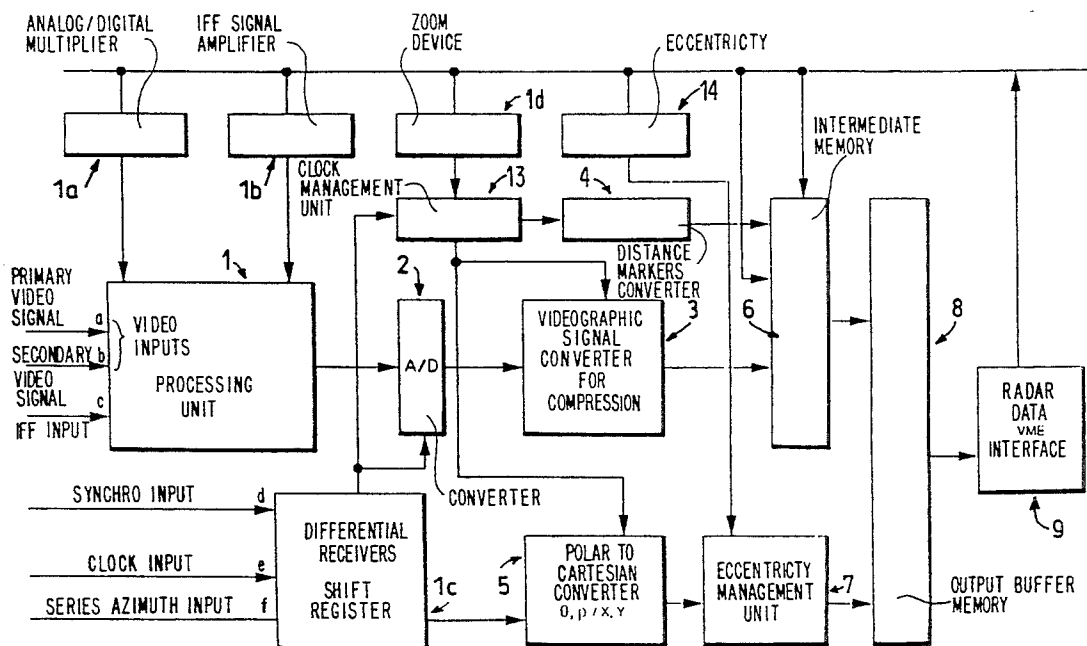 ANALOG/DIGITAL
MULTIPLIER
IFF SIGNAL
AMPLIFIER
ZOOM
DEVICE
ECCENTRICTY
1a
1b
1d
14
CLOCK
MANAGEMENT
UNIT
13
4
INTERMEDIATE
MEMORY
DISTANCE
MARKERS
CONVERTER
PRIMARY
VIDEO
SIGNAL
a
SECONDARY
b
VIDEO
SIGNAL
c
IFF INPUT
1
VIDEO
INPUTS
PROCESSING
UNIT
2
A/D
CONVERTER
VIDEOGRAPHIC
SIGNAL
CONVERTER
FOR
COMPRESSION
3
6
8
RADAR
DATA
VME
INTERFACE
9
SYNCHRO INPUT
d
CLOCK INPUT
e
SERIES AZIMUTH INPUT
f
DIFFERENTIAL
RECEIVERS
SHIFT
REGISTER
1c
5
POLAR TO
CARTESIAN
CONVERTER
θ, ρ / X, Y
ECCENTRICTY
MANAGEMENT
UNIT
7
OUTPUT BUFFER
MEMORY